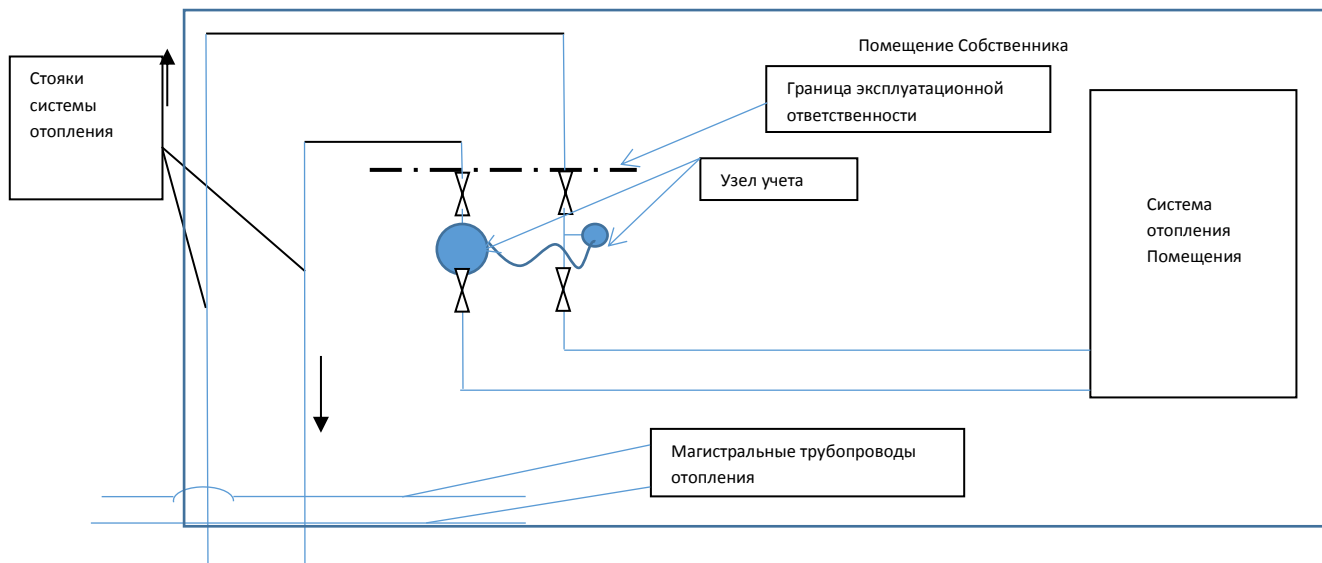 Помещение Собственника
Стояки
системы
отопления
Граница эксплуатационной
ответственности
Узел учета
Система
отопления
Помещения
Магистральные трубопроводы
отопления